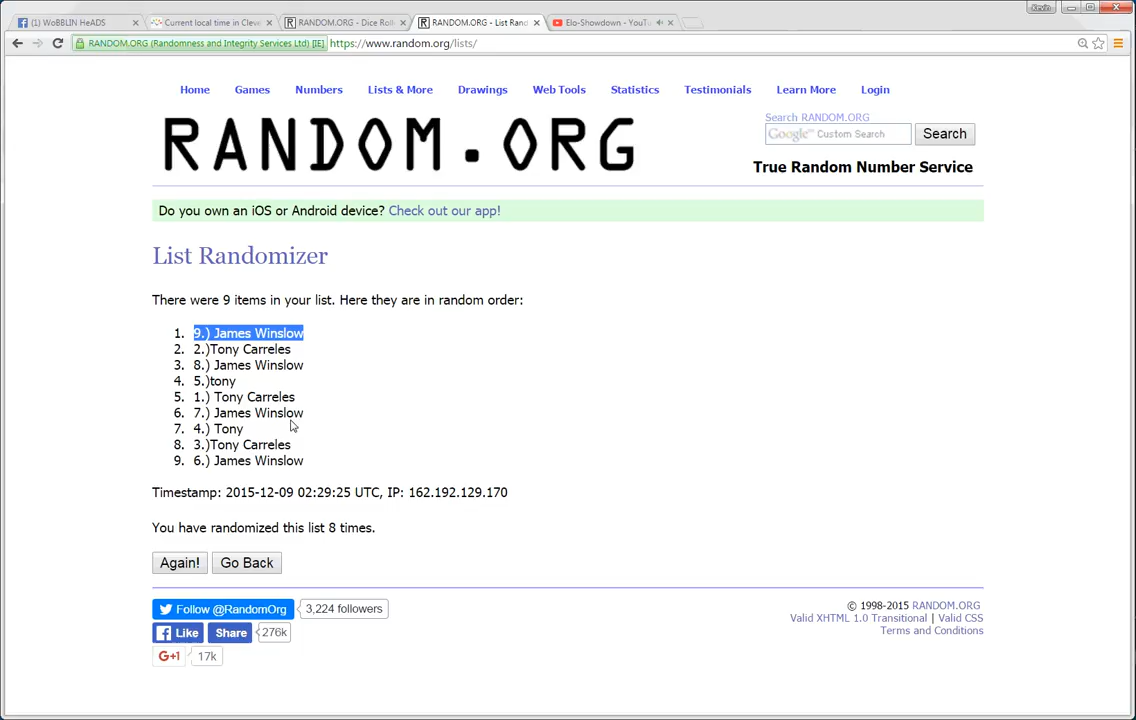 Kevin
(1) WoBBLIN HeADS
Current local time in Cleve
RANDOM.ORG - Dice Rolle
RANDOM.ORG - List Rand
Elo-Showdown - YouTu
RANDOM.ORG (Randomness and Integrity Services Ltd) [IE] https://www.random.org/lists/
Home Games Numbers Lists & More Drawings Web Tools Statistics Testimonials Learn More Login
RANDOM.ORG
Search RANDOM.ORG
Google™ Custom Search Search
True Random Number Service
Do you own an iOS or Android device? Check out our app!
List Randomizer
There were 9 items in your list. Here they are in random order:
1. 9.) James Winslow
2. 2.)Tony Carreles
3. 8.) James Winslow
4. 5.)tony
5. 1.) Tony Carreles
6. 7.) James Winslow
7. 4.) Tony
8. 3.)Tony Carreles
9. 6.) James Winslow
Timestamp: 2015-12-09 02:29:25 UTC, IP: 162.192.129.170
You have randomized this list 8 times.
Again! Go Back
Follow @RandomOrg 3,224 followers
Like Share 276k
G+1 17k
© 1998-2015 RANDOM.ORG
Valid XHTML 1.0 Transitional | Valid CSS
Terms and Conditions